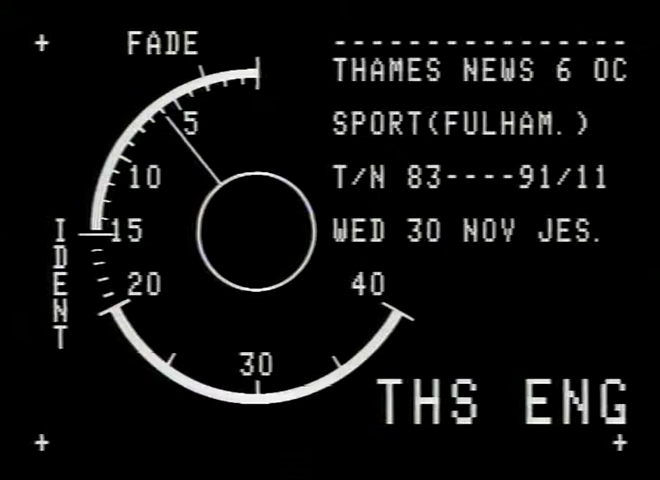 FADE
----------------
THAMES NEWS 6 OC
5
SPORT(FULHAM.)
10
T/N 83----91/11
15
WED 30 NOV JES.
IDENT
20
40
30
THS ENG